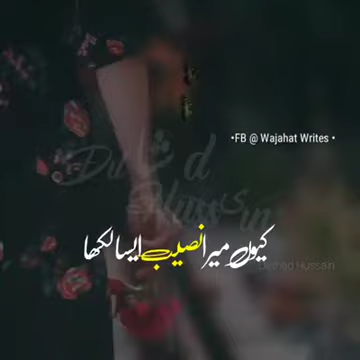 •FB @ Wajahat Writes •
کیوں میرا نصیب ایسا لکھا